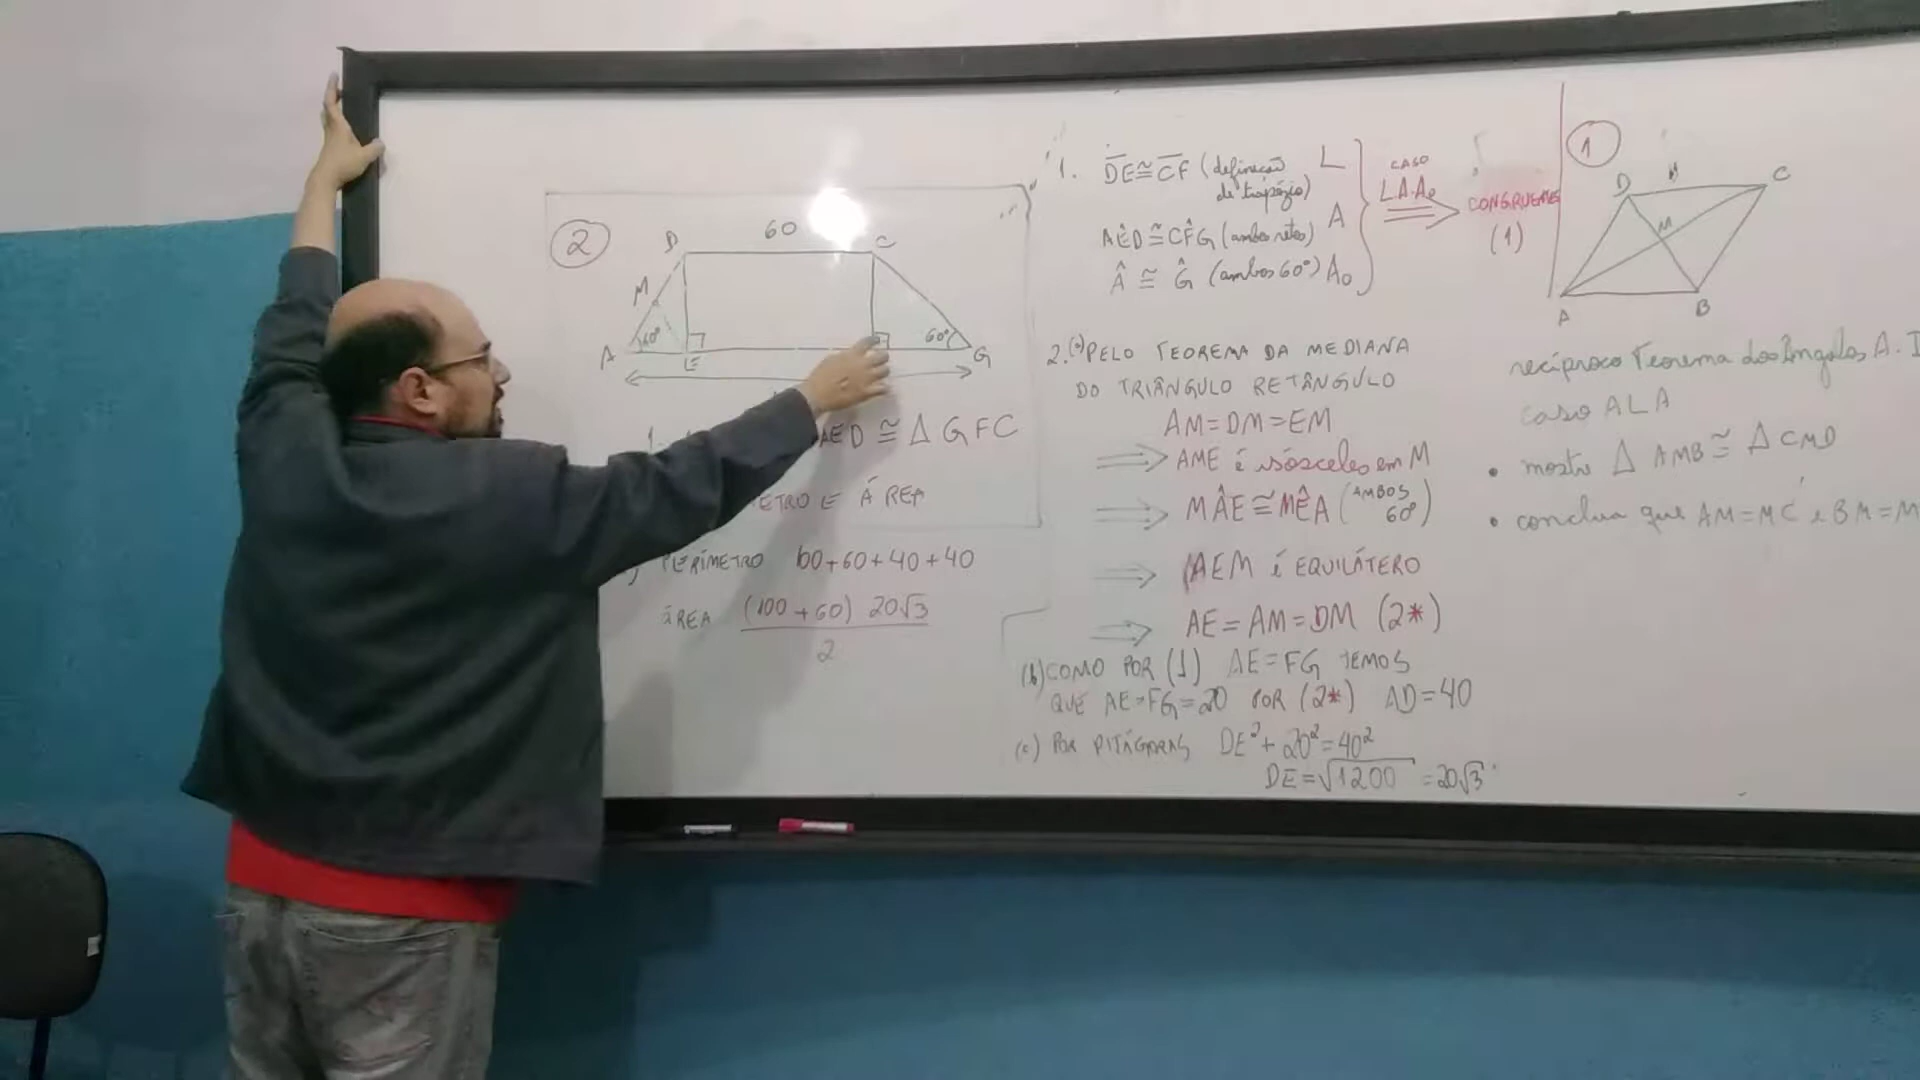 2
60
D
C
M
60°
60°
A
E
G
AED ≅ Δ GFC
METRO E ÁREA
PERÍMETRO 60+60+40+40
ÁREA (100+60) 20√3
2
1. DE≅CF (definição L
de trapézio)
AÊD≅CF̂G (ambos retos) A
Â ≅ Ĝ (ambos 60°) Ao
CASO
LAAo
CONGRUENTES
(1)
2. (a) PELO TEOREMA DA MEDIANA
DO TRIÂNGULO RETÂNGULO
AM=DM=EM
⟹ AME é isósceles em M
⟹ MÂE≅MÊA (AMBOS
60°)
⟹ AEM é EQUILÁTERO
⟹ AE=AM=DM (2*)
(b) COMO POR (1) AE=FG TEMOS
QUE AE=FG=20 POR (2*) AD=40
(c) POR PITÁGORAS DE²+20²=40²
DE=√1200=20√3
1
D
C
M
A
B
recíproco Teorema dos Ângulos A. I
caso ALA
• mostre Δ AMB≅Δ CMD
• conclua que AM=MC e BM=M